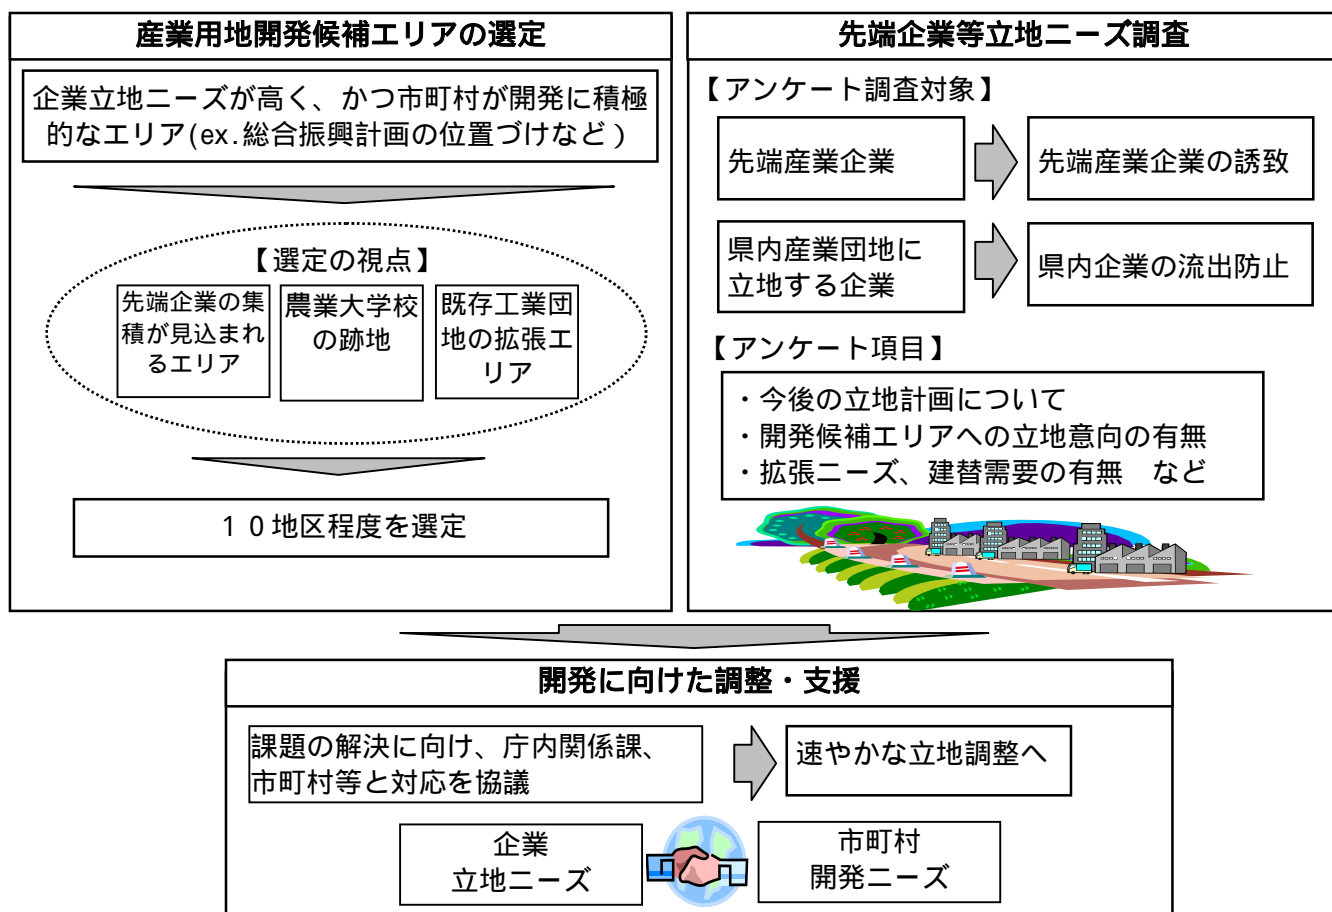 産業用地開発候補エリアの選定
企業立地ニーズが高く、かつ市町村が開発に積極
的なエリア(ex.総合振興計画の位置づけなど)
【選定の視点】
先端企業の集
積が見込まれ
るエリア
農業大学校
の跡地
既存工業団
地の拡張エ
リア
10地区程度を選定
先端企業等立地ニーズ調査
【アンケート調査対象】
先端産業企業
先端産業企業の誘致
県内産業団地に
立地する企業
県内企業の流出防止
【アンケート項目】
・今後の立地計画について
・開発候補エリアへの立地意向の有無
・拡張ニーズ、建替需要の有無 など
開発に向けた調整・支援
課題の解決に向け、庁内関係課、
市町村等と対応を協議
速やかな立地調整へ
企業
立地ニーズ
市町村
開発ニーズ